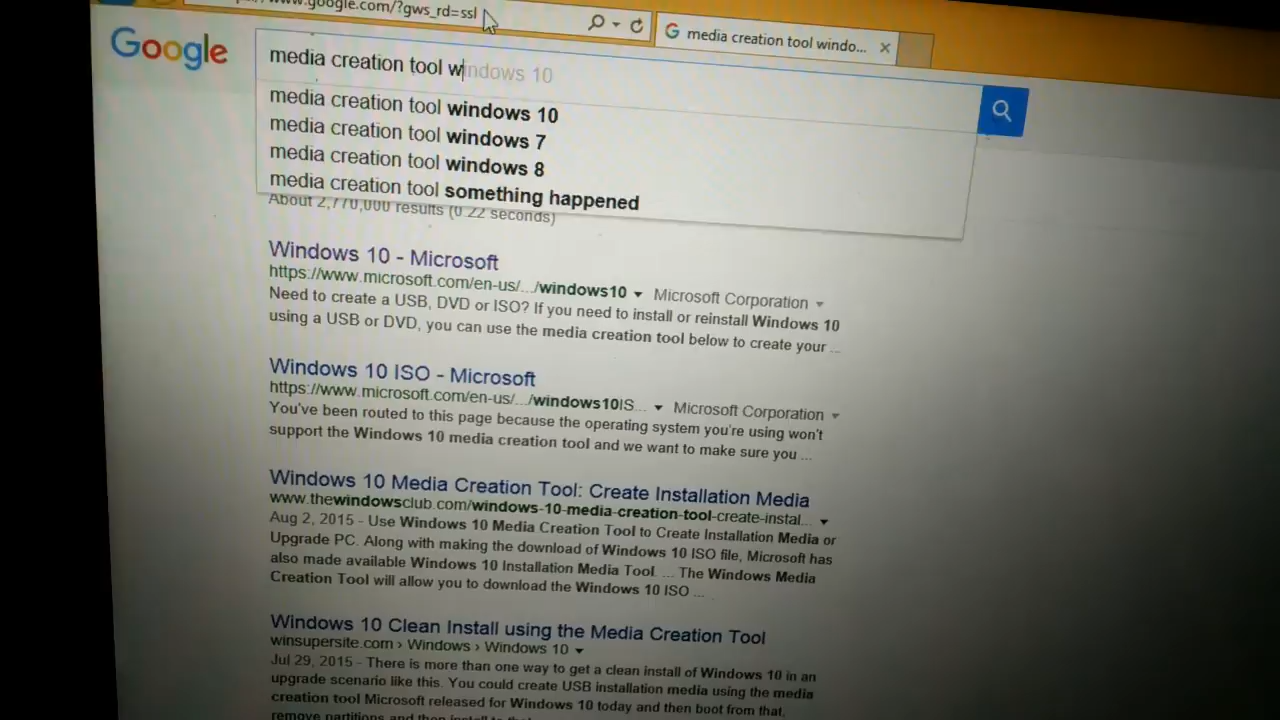 www.google.com/?gws_rd=ssl
media creation tool windo...
Google
media creation tool windows 10
media creation tool windows 10
media creation tool windows 7
media creation tool windows 8
media creation tool something happened
About 2,770,000 results (0.22 seconds)
Windows 10 - Microsoft
https://www.microsoft.com/en-us/.../windows10 Microsoft Corporation
Need to create a USB, DVD or ISO? If you need to install or reinstall Windows 10
using a USB or DVD, you can use the media creation tool below to create your ...
Windows 10 ISO - Microsoft
https://www.microsoft.com/en-us/.../windows10IS... Microsoft Corporation
You've been routed to this page because the operating system you're using won't
support the Windows 10 media creation tool and we want to make sure you ...
Windows 10 Media Creation Tool: Create Installation Media
www.thewindowsclub.com/windows-10-media-creation-tool-create-instal...
Aug 2, 2015 - Use Windows 10 Media Creation Tool to Create Installation Media or
Upgrade PC. Along with making the download of Windows 10 ISO file, Microsoft has
also made available Windows 10 Installation Media Tool. ... The Windows Media
Creation Tool will allow you to download the Windows 10 ISO ...
Windows 10 Clean Install using the Media Creation Tool
winsupersite.com › Windows › Windows 10
Jul 29, 2015 - There is more than one way to get a clean install of Windows 10 in an
upgrade scenario like this. You could create USB installation media using the media
creation tool Microsoft released for Windows 10 today and then boot from that,
remove partitions and then install to